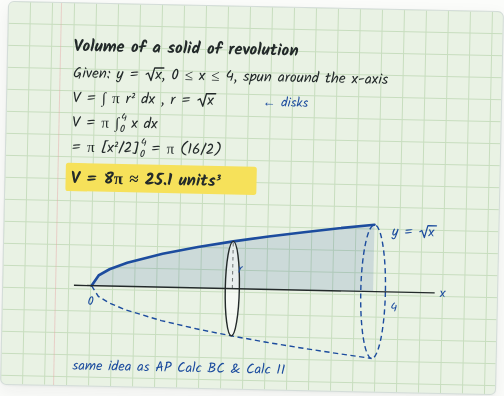 Volume of a solid of revolution
Given: y = √x, 0 ≤ x ≤ 4, spun around the x-axis
V = ∫ π r² dx , r = √x ← disks
V = π ∫₀⁴ x dx
= π [x²/2]₀⁴ = π (16/2)
V = 8π ≈ 25.1 units³
y = √x
r
x
0
4
same idea as AP Calc BC & Calc II